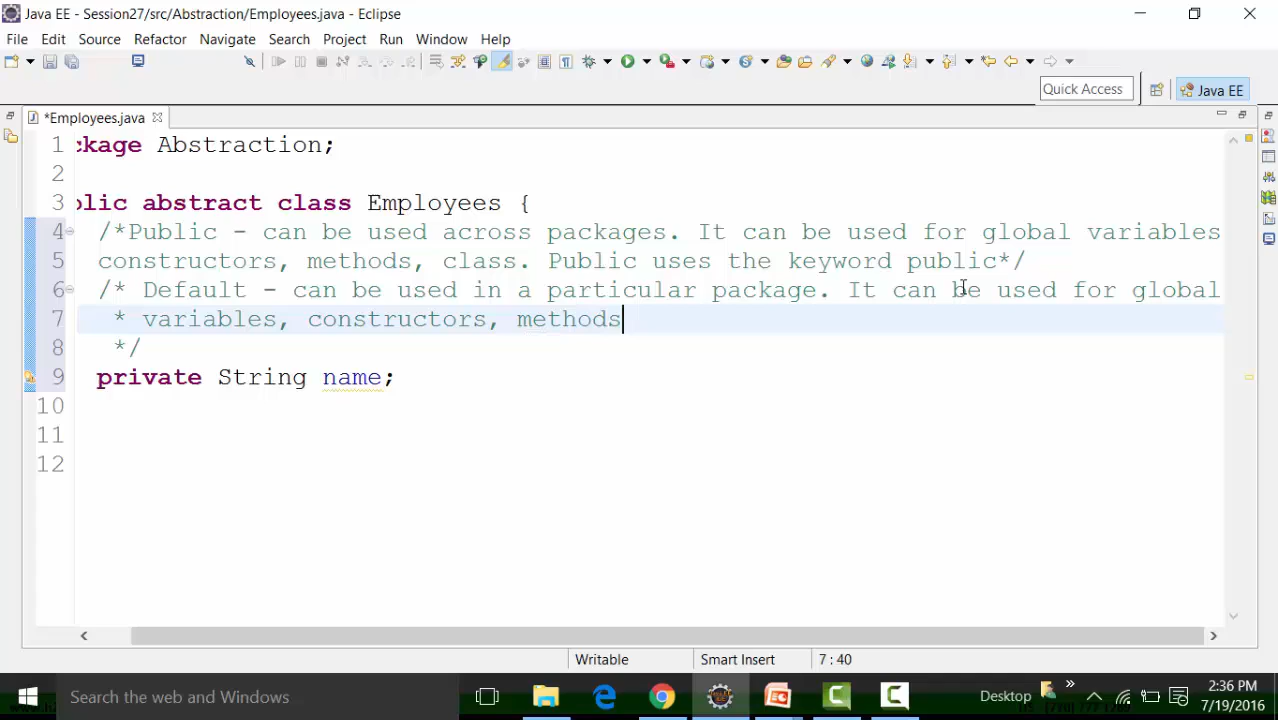 Java EE - Session27/src/Abstraction/Employees.java - Eclipse
File Edit Source Refactor Navigate Search Project Run Window Help
Quick Access
Java EE
*Employees.java
1 ckage Abstraction;
2
3 blic abstract class Employees {
4 /*Public - can be used across packages. It can be used for global variables
5 constructors, methods, class. Public uses the keyword public*/
6 /* Default - can be used in a particular package. It can be used for global
7 * variables, constructors, methods
8 */
9 private String name;
10
11
12
Writable Smart Insert 7 : 40
Search the web and Windows
Desktop
2:36 PM
7/19/2016